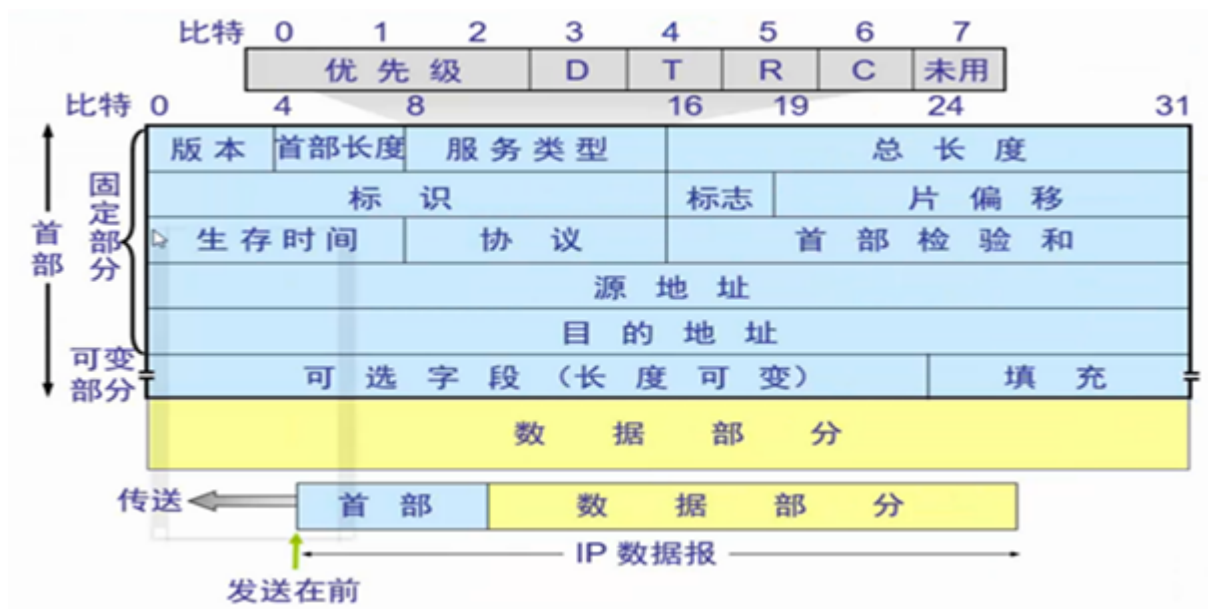 比特 0 1 2 3 4 5 6 7
优先级 D T R C 未用
比特 0 4 8 16 19 24 31
版本 首部长度 服务类型 总长度
标识 标志 片偏移
生存时间 协议 首部检验和
源地址
目的地址
可选字段（长度可变） 填充
首部
固定部分
可变部分
数据部分
传送 首部 数据部分
IP 数据报
发送在前